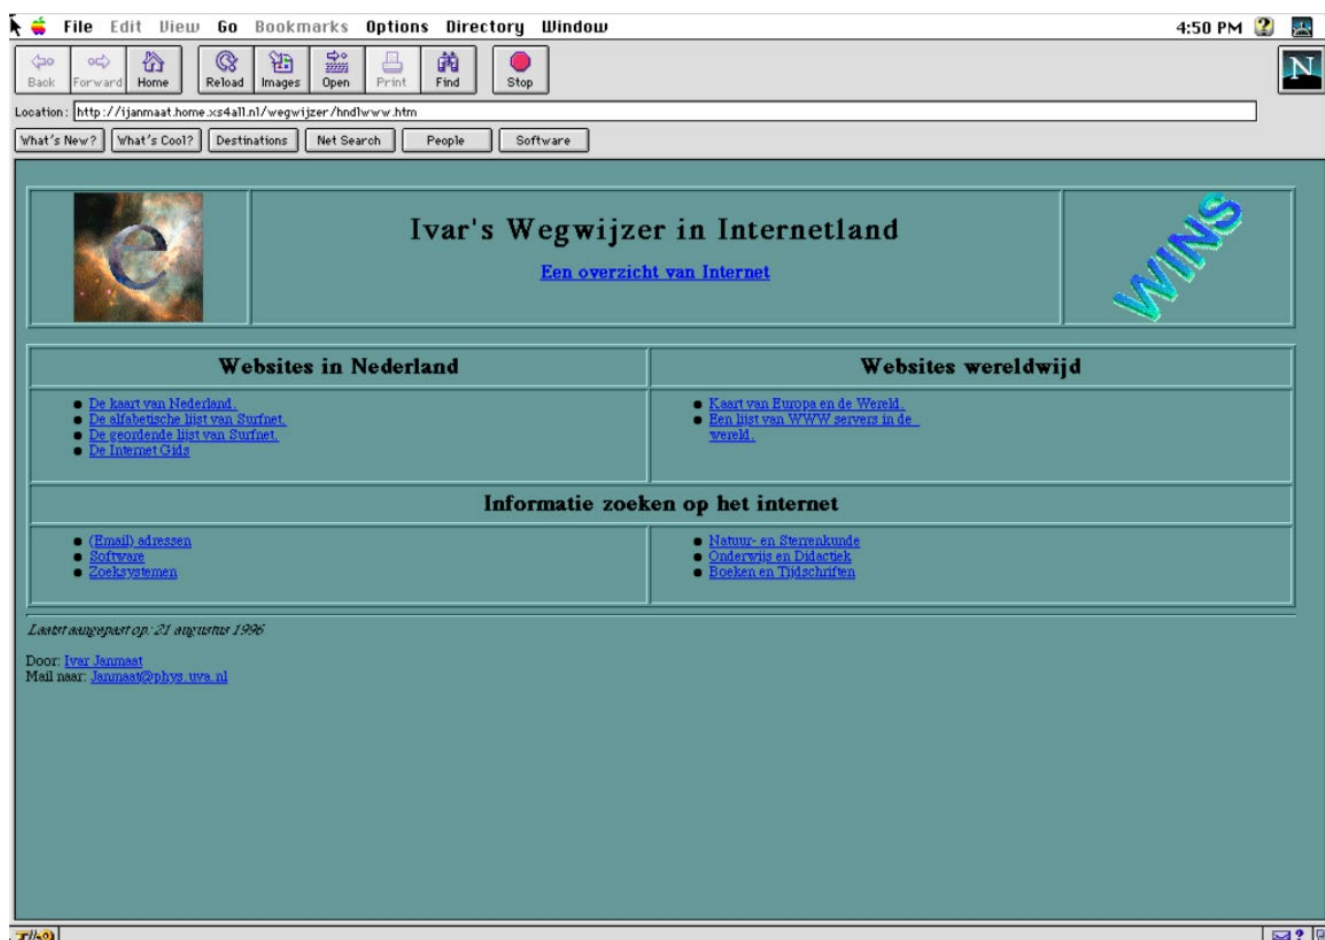 File Edit View Go Bookmarks Options Directory Window 4:50 PM
Back Forward Home Reload Images Open Print Find Stop
N
Location: http://ijanmaat.home.xs4all.nl/wegwijzer/hndlwww.htm
What's New? What's Cool? Destinations Net Search People Software
e
Ivar's Wegwijzer in Internetland
Een overzicht van Internet
WINS
Websites in Nederland
De kaart van Nederland.
De alfabetische lijst van Surfnet.
De geordende lijst van Surfnet.
De Internet Gids
Websites wereldwijd
Kaart van Europa en de Wereld.
Een lijst van WWW servers in de
wereld.
Informatie zoeken op het internet
(Email) adressen
Software
Zoeksystemen
Natuur- en Sterrenkunde
Onderwijs en Didactiek
Boeken en Tijdschriften
Laatst aangepast op: 21 augustus 1996
Door: Ivar Janmaat
Mail naar: Janmaat@phys.uva.nl